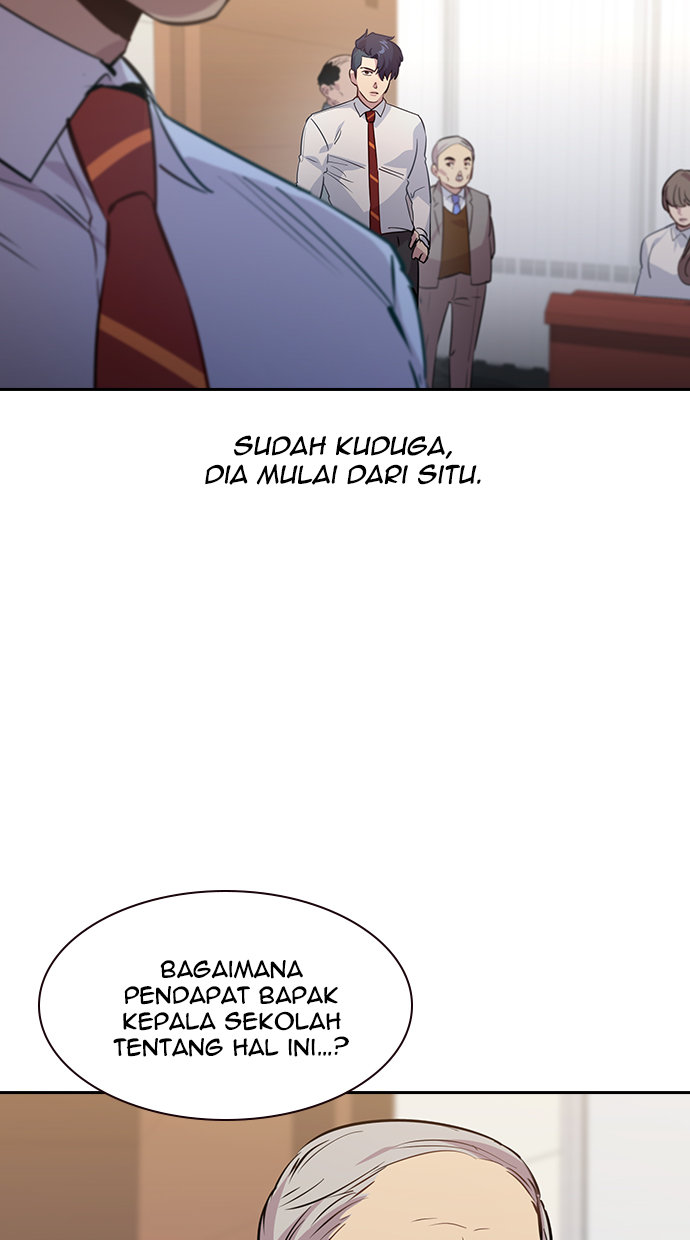 SUDAH KUDUGA,
DIA MULAI DARI SITU.
BAGAIMANA
PENDAPAT BAPAK
KEPALA SEKOLAH
TENTANG HAL INI...?